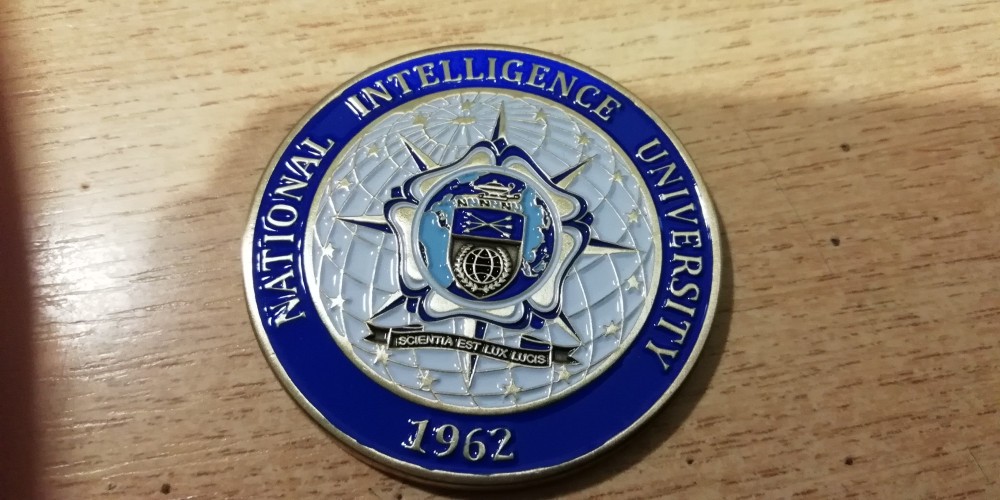 NATIONAL INTELLIGENCE UNIVERSITY
SCIENTIA EST LUX LUCIS
1962